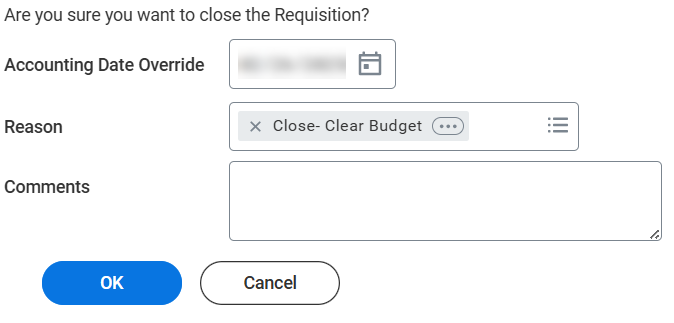 Are you sure you want to close the Requisition?
Accounting Date Override
Reason
Close- Clear Budget
Comments
OK
Cancel